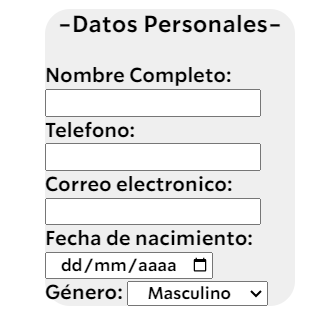 -Datos Personales-
Nombre Completo:
Telefono:
Correo electronico:
Fecha de nacimiento:
dd/mm/aaaa
Género: Masculino